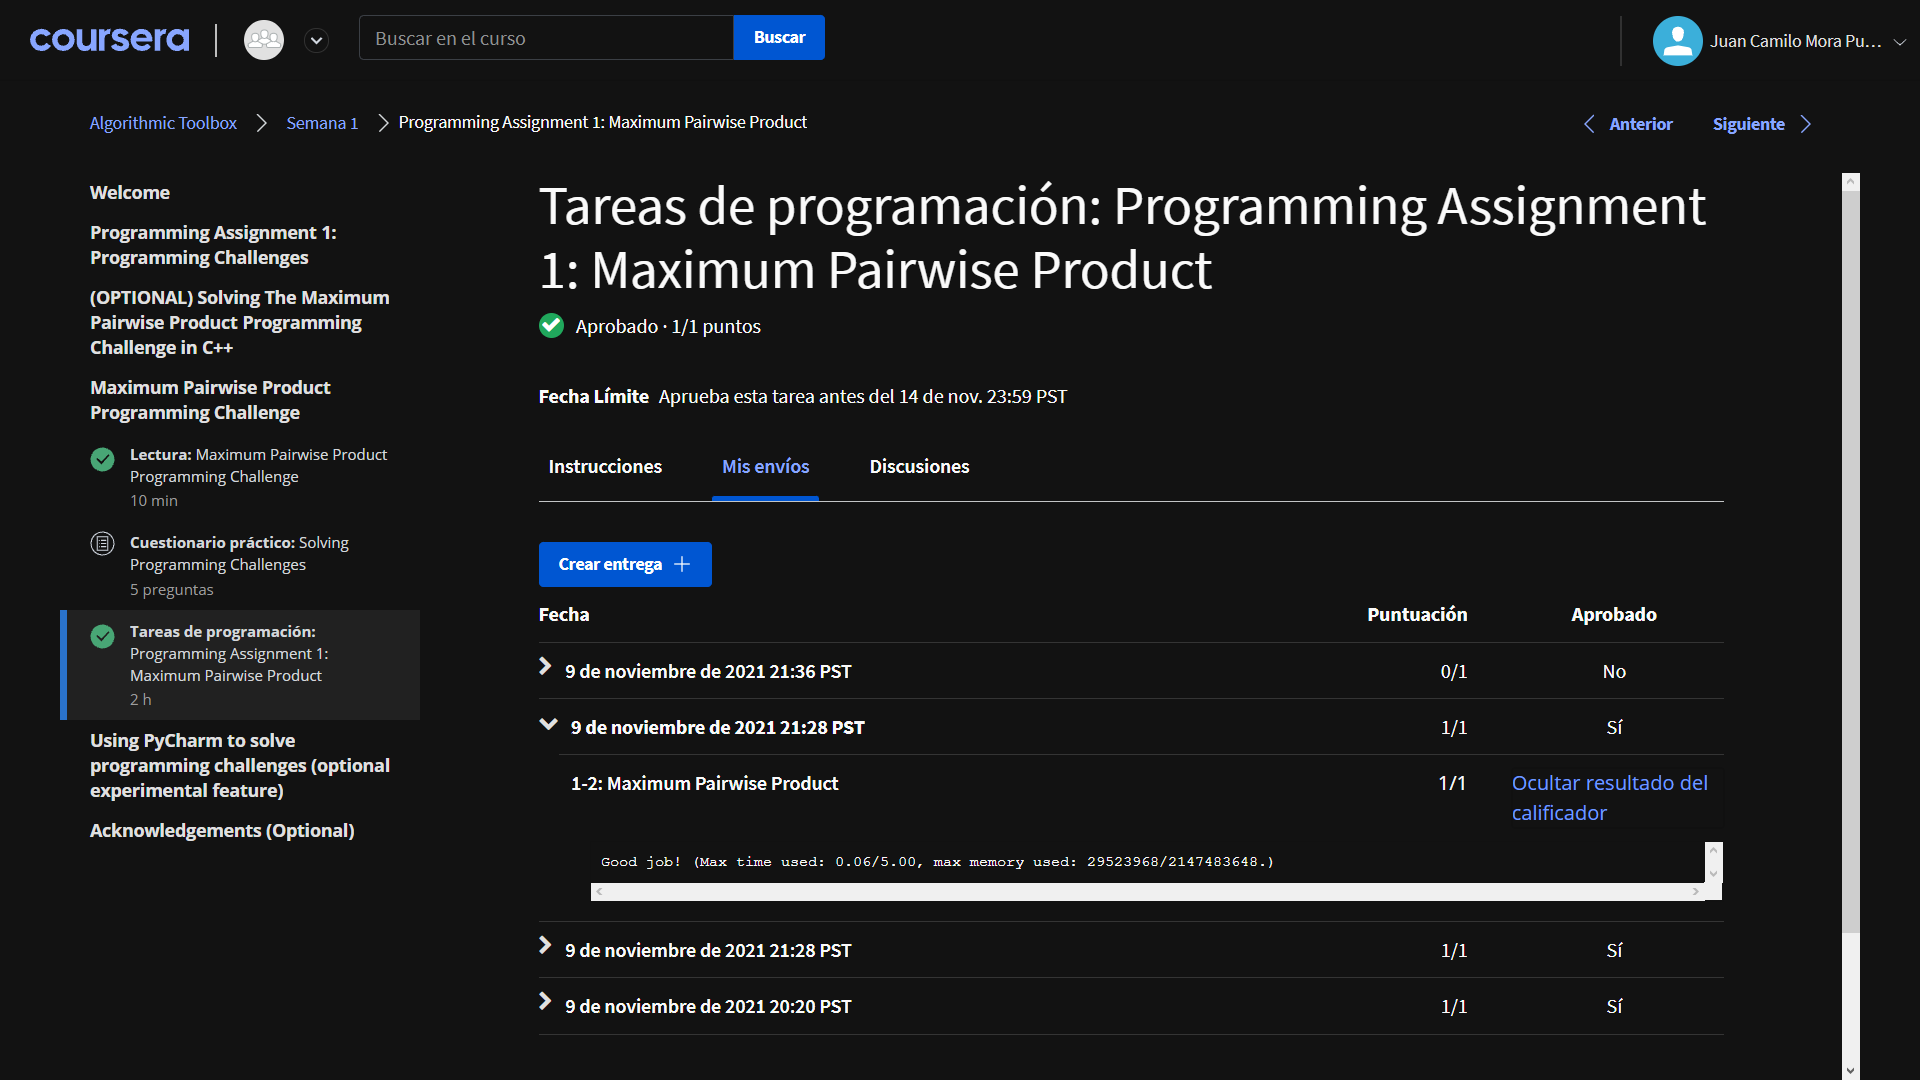 coursera
Buscar en el curso
Buscar
Juan Camilo Mora Pu...
Algorithmic Toolbox
Semana 1
Programming Assignment 1: Maximum Pairwise Product
Anterior
Siguiente
Welcome
Programming Assignment 1:
Programming Challenges
(OPTIONAL) Solving The Maximum
Pairwise Product Programming
Challenge in C++
Maximum Pairwise Product
Programming Challenge
Lectura: Maximum Pairwise Product
Programming Challenge
10 min
Cuestionario práctico: Solving
Programming Challenges
5 preguntas
Tareas de programación:
Programming Assignment 1:
Maximum Pairwise Product
2 h
Using PyCharm to solve
programming challenges (optional
experimental feature)
Acknowledgements (Optional)
Tareas de programación: Programming Assignment
1: Maximum Pairwise Product
Aprobado · 1/1 puntos
Fecha Límite Aprueba esta tarea antes del 14 de nov. 23:59 PST
Instrucciones
Mis envíos
Discusiones
Crear entrega
Fecha Puntuación Aprobado
9 de noviembre de 2021 21:36 PST 0/1 No
9 de noviembre de 2021 21:28 PST 1/1 Sí
1-2: Maximum Pairwise Product 1/1 Ocultar resultado del
calificador
Good job! (Max time used: 0.06/5.00, max memory used: 29523968/2147483648.)
9 de noviembre de 2021 21:28 PST 1/1 Sí
9 de noviembre de 2021 20:20 PST 1/1 Sí